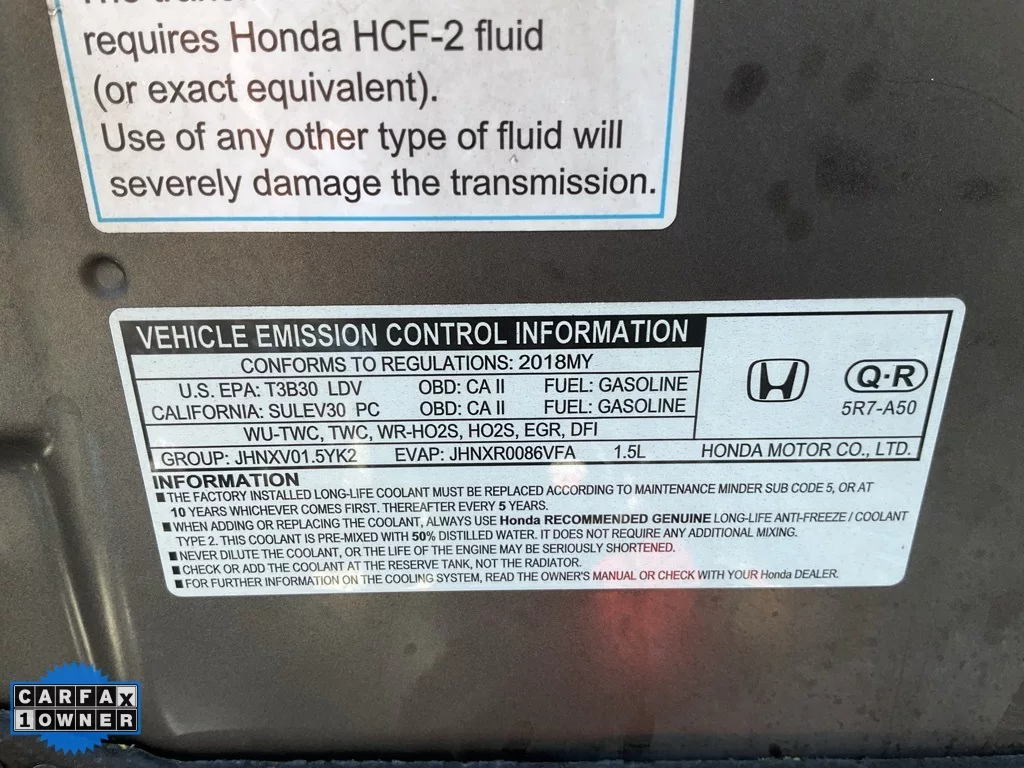 requires Honda HCF-2 fluid
(or exact equivalent).
Use of any other type of fluid will
severely damage the transmission.
VEHICLE EMISSION CONTROL INFORMATION
CONFORMS TO REGULATIONS: 2018MY
U.S. EPA: T3B30 LDV OBD: CA II FUEL: GASOLINE
CALIFORNIA: SULEV30 PC OBD: CA II FUEL: GASOLINE
WU-TWC, TWC, WR-HO2S, HO2S, EGR, DFI
GROUP: JHNXV01.5YK2 EVAP: JHNXR0086VFA 1.5L
Q·R
5R7-A50
HONDA MOTOR CO., LTD.
INFORMATION
■ THE FACTORY INSTALLED LONG-LIFE COOLANT MUST BE REPLACED ACCORDING TO MAINTENANCE MINDER SUB CODE 5, OR AT
10 YEARS WHICHEVER COMES FIRST. THEREAFTER EVERY 5 YEARS.
■ WHEN ADDING OR REPLACING THE COOLANT, ALWAYS USE Honda RECOMMENDED GENUINE LONG-LIFE ANTI-FREEZE / COOLANT
TYPE 2. THIS COOLANT IS PRE-MIXED WITH 50% DISTILLED WATER. IT DOES NOT REQUIRE ANY ADDITIONAL MIXING.
■ NEVER DILUTE THE COOLANT, OR THE LIFE OF THE ENGINE MAY BE SERIOUSLY SHORTENED.
■ CHECK OR ADD THE COOLANT AT THE RESERVE TANK, NOT THE RADIATOR.
■ FOR FURTHER INFORMATION ON THE COOLING SYSTEM, READ THE OWNER'S MANUAL OR CHECK WITH YOUR Honda DEALER.
CARFAX
1 OWNER